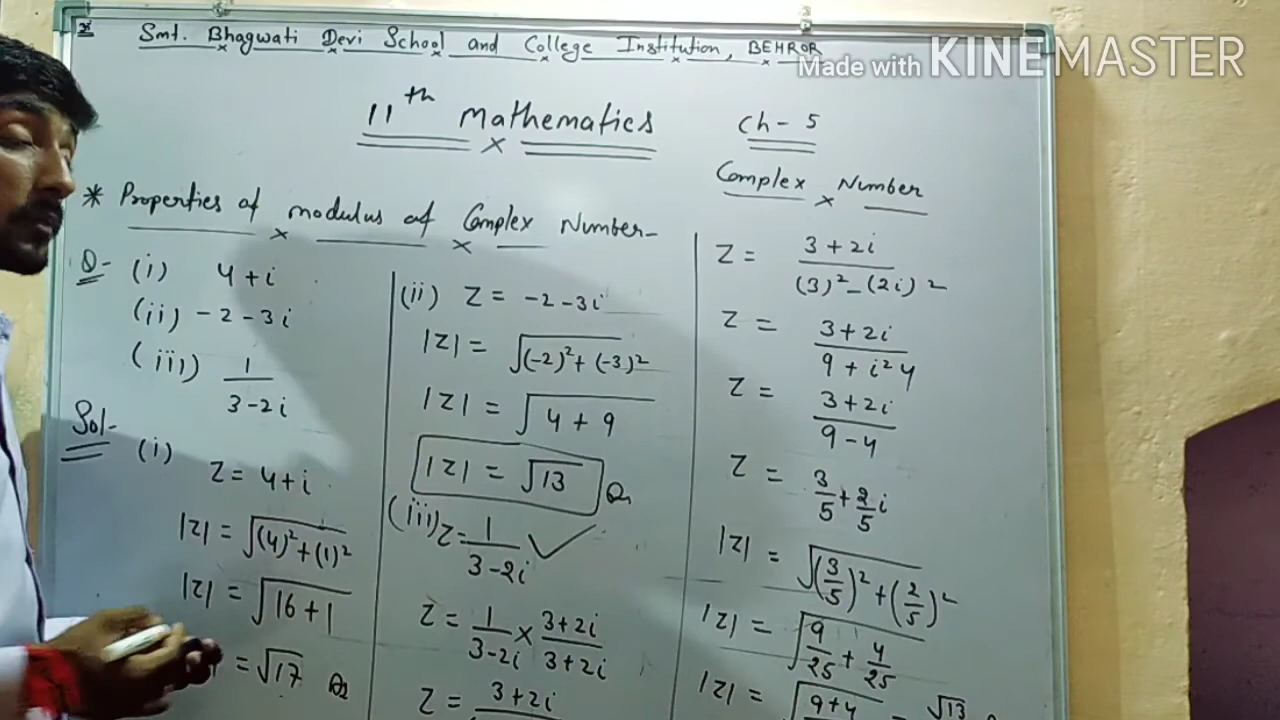 Smt. Bhagwati Devi School and College Institution, BEHROR
Made with KINEMASTER
11th Mathematics
Ch - 5
Complex Number
* Properties of modulus of Complex Number-
Q- (i) 4+i
(ii) -2-3i
(iii) 1/(3-2i)
Sol- (i)
Z = 4+i
|Z| = √((4)²+(1)²)
|Z| = √(16+1)
= √17
(ii) Z = -2-3i
|Z| = √((-2)²+(-3)²)
|Z| = √(4+9)
|Z| = √13
(iii) Z = 1/(3-2i) ✓
Z = 1/(3-2i) × (3+2i)/(3+2i)
Z = 3+2i
Z = (3+2i)/((3)²-(2i)²)
Z = (3+2i)/(9+i²4)
Z = (3+2i)/(9-4)
Z = 3/5+2/5i
|Z| = √((3/5)²+(2/5)²)
|Z| = √(9/25+4/25)
|Z| = √(9+4 = √13